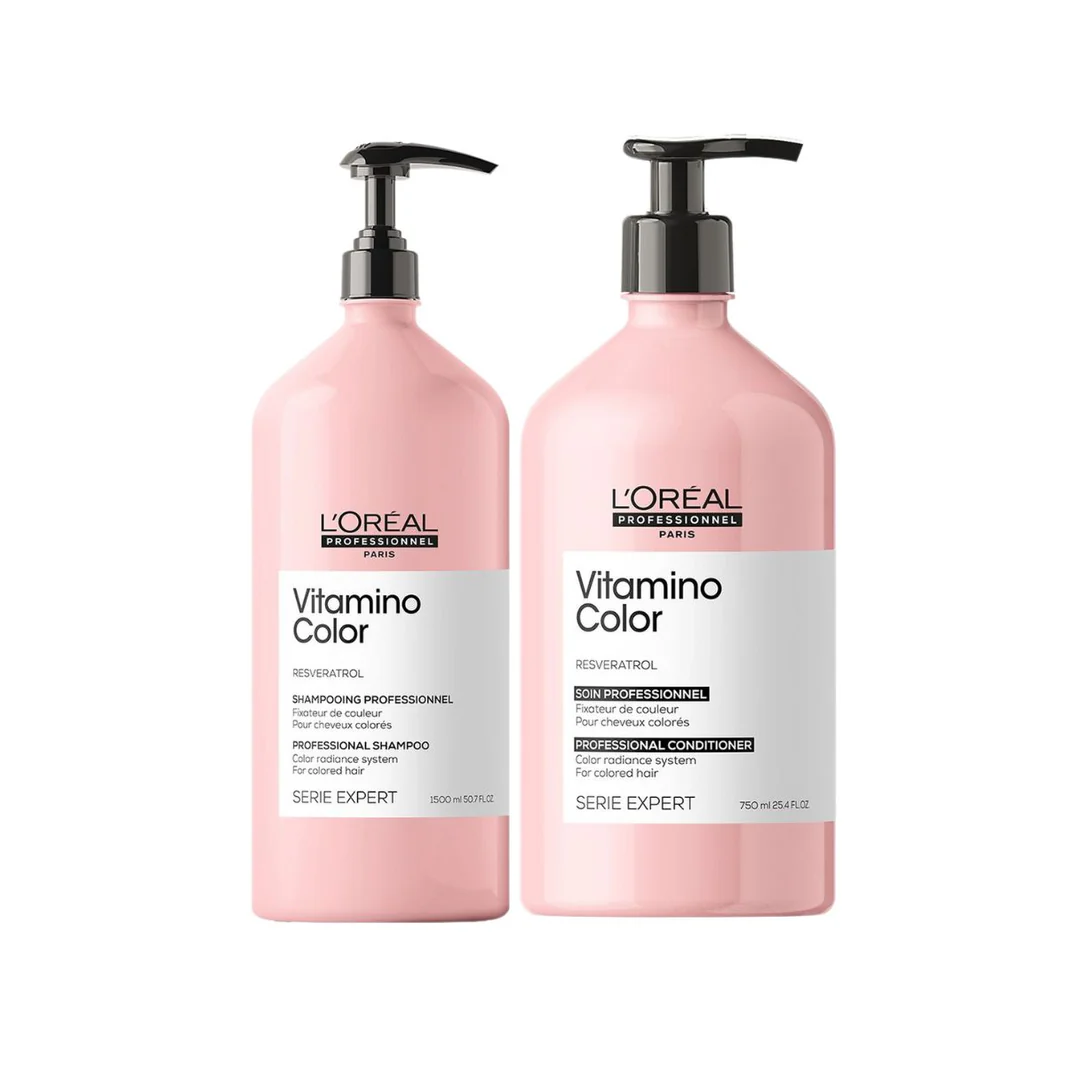 L'ORÉAL
PROFESSIONNEL
PARIS
Vitamino
Color
RESVERATROL
SHAMPOOING PROFESSIONNEL
Fixateur de couleur
Pour cheveux colorés
PROFESSIONAL SHAMPOO
Color radiance system
For colored hair
SERIE EXPERT 1500 ml 50.7 FL.OZ.
L'ORÉAL
PROFESSIONNEL
PARIS
Vitamino
Color
RESVERATROL
SOIN PROFESSIONNEL
Fixateur de couleur
Pour cheveux colorés
PROFESSIONAL CONDITIONER
Color radiance system
For colored hair
SERIE EXPERT 750 ml 25.4 FL.OZ.